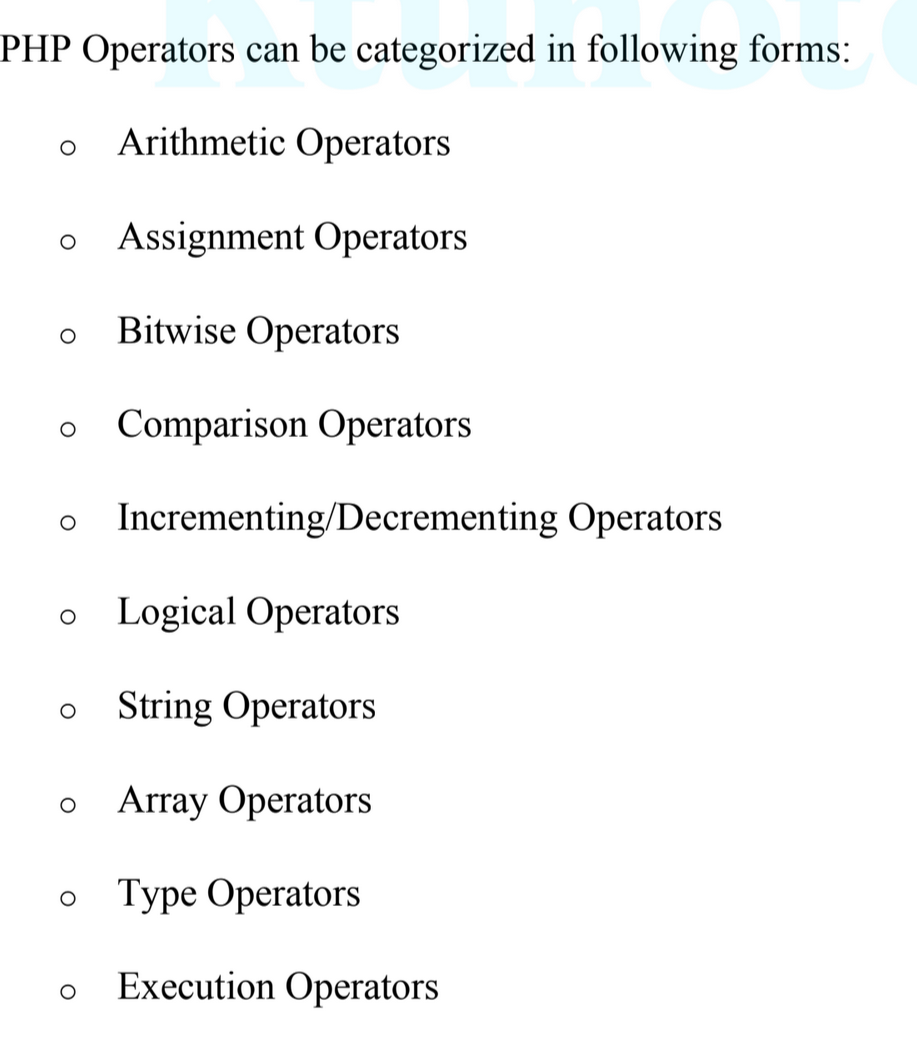 PHP Operators can be categorized in following forms:
o Arithmetic Operators
o Assignment Operators
o Bitwise Operators
o Comparison Operators
o Incrementing/Decrementing Operators
o Logical Operators
o String Operators
o Array Operators
o Type Operators
o Execution Operators